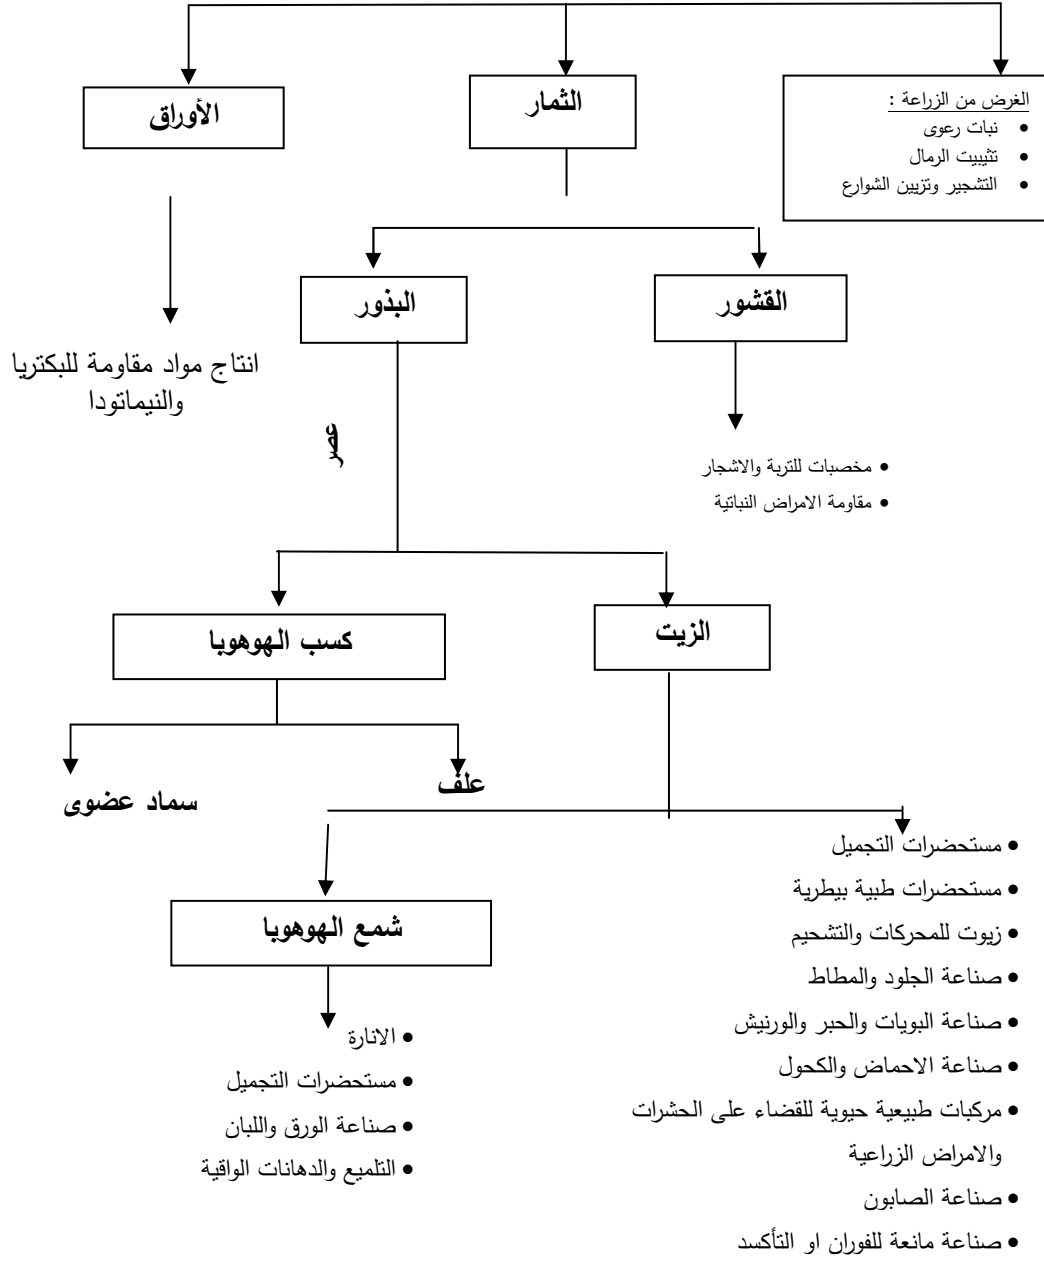 الغرض من الزراعة :
• نبات رعوى
• تثيبيت الرمال
• التشجير وتزيين الشوارع
الثمار
الأوراق
القشور
البذور
انتاج مواد مقاومة للبكتريا
والنيماتودا
عصر
• مخصبات للتربة والاشجار
• مقاومة الامراض النباتية
الزيت
كسب الهوهوبا
علف
سماد عضوى
• مستحضرات التجميل
• مستحضرات طبية بيطرية
• زيوت للمحركات والتشحيم
• صناعة الجلود والمطاط
• صناعة البويات والحبر والورنيش
• صناعة الاحماض والكحول
• مركبات طبيعية حيوية للقضاء على الحشرات
والامراض الزراعية
• صناعة الصابون
• صناعة مانعة للفوران او التأكسد
شمع الهوهوبا
• الانارة
• مستحضرات التجميل
• صناعة الورق واللبان
• التلميع والدهانات الواقية